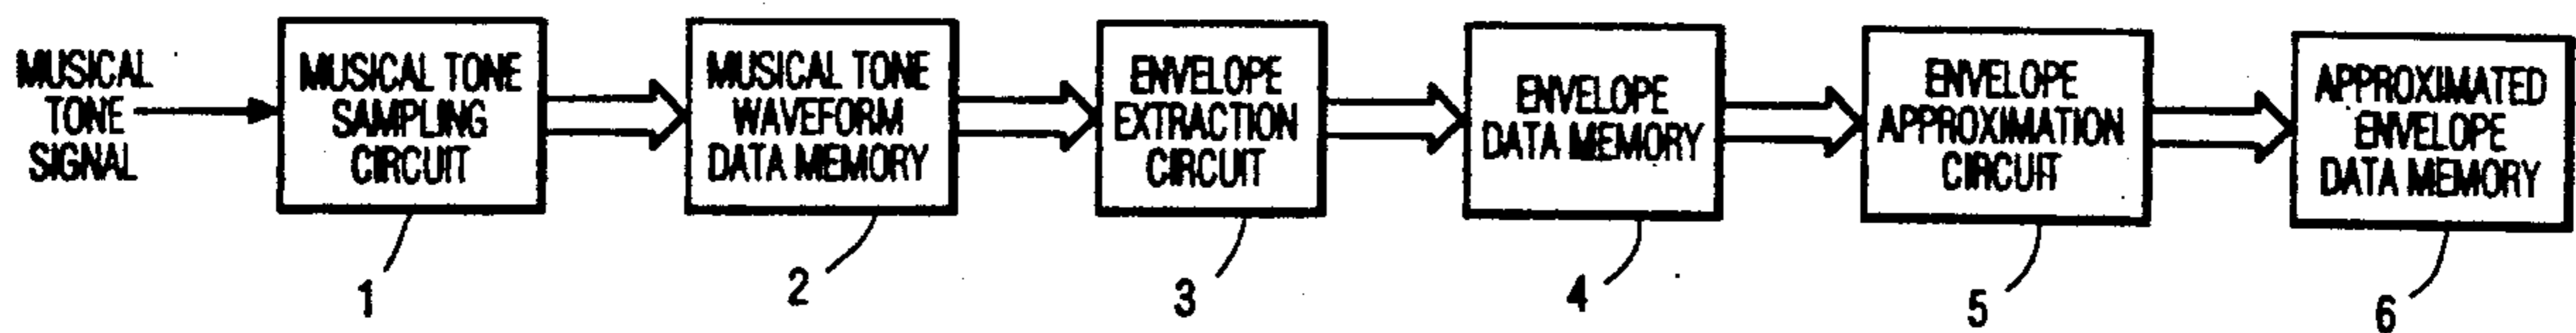 MUSICAL
TONE
SIGNAL
MUSICAL TONE
SAMPLING
CIRCUIT
MUSICAL TONE
WAVEFORM
DATA MEMORY
ENVELOPE
EXTRACTION
CIRCUIT
ENVELOPE
DATA MEMORY
ENVELOPE
APPROXIMATION
CIRCUIT
APPROXIMATED
ENVELOPE
DATA MEMORY
1
2
3
4
5
6